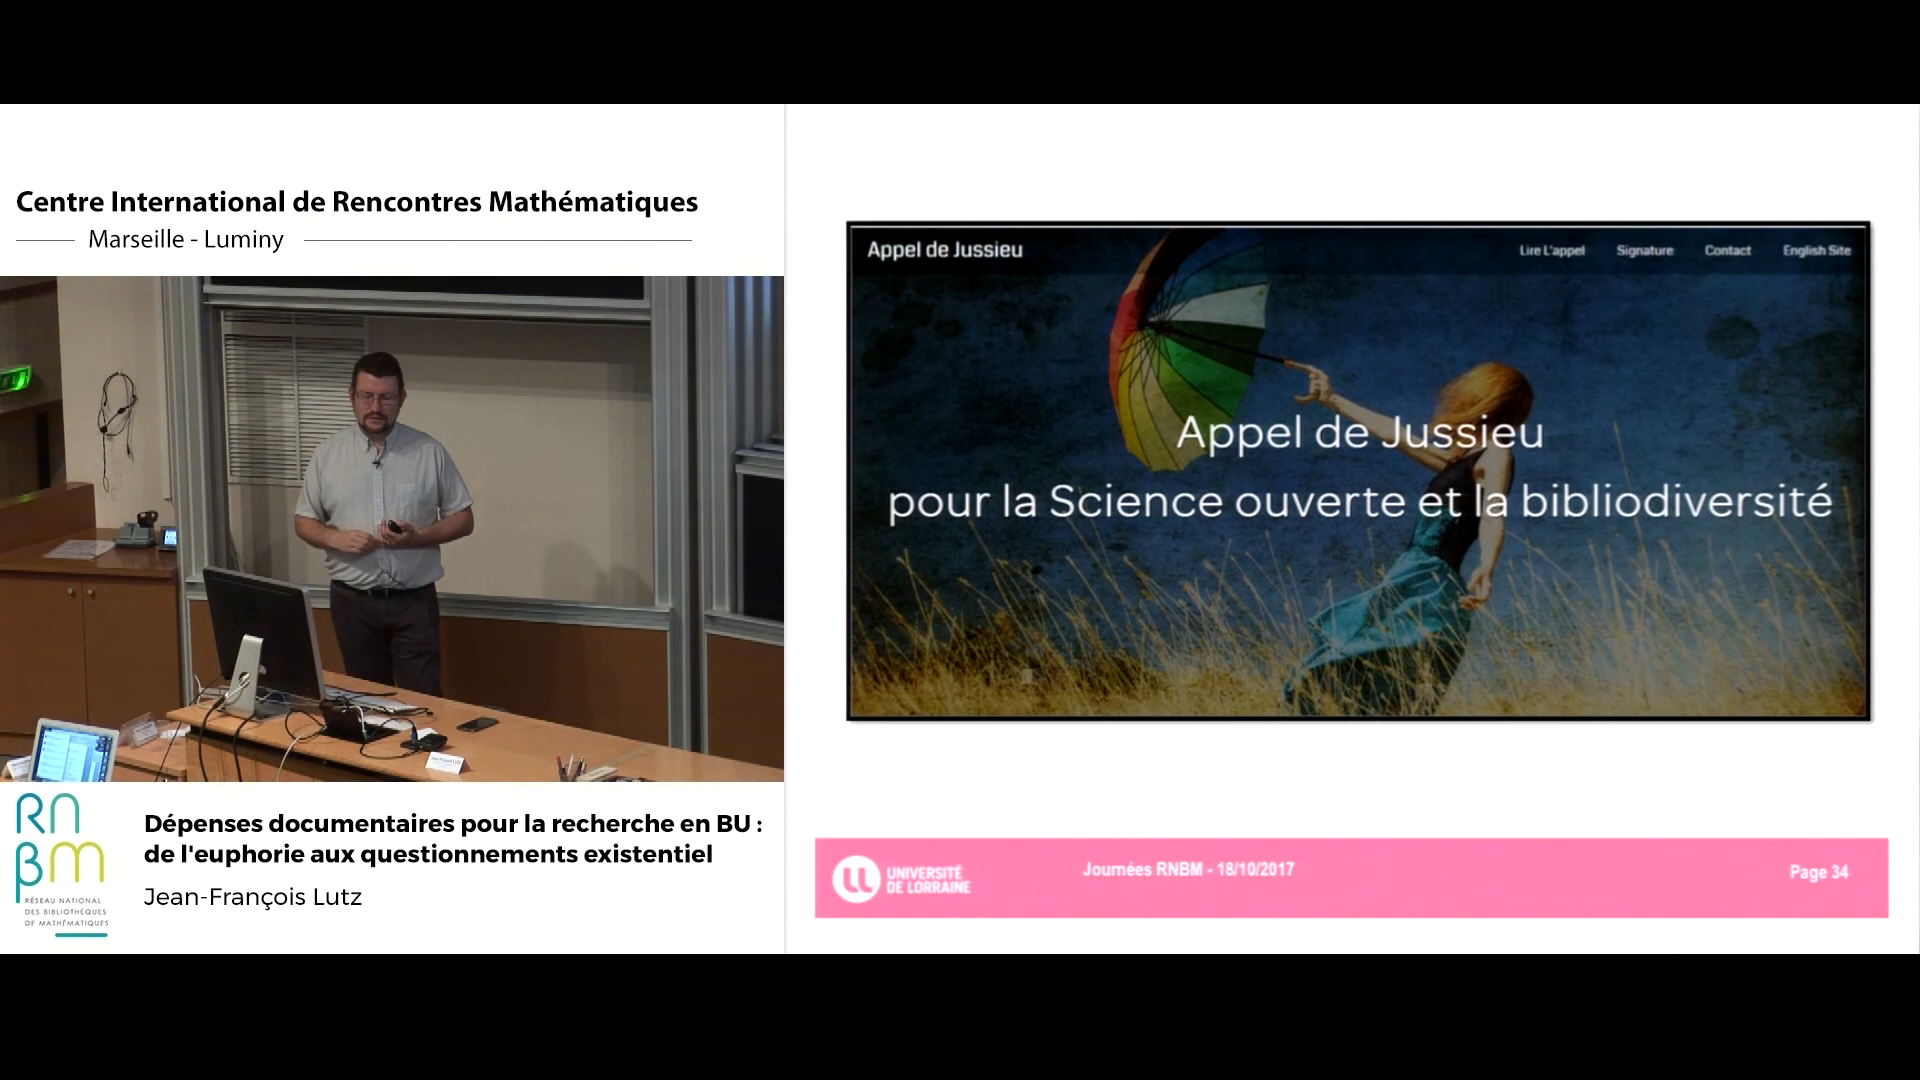 Centre International de Rencontres Mathématiques
Marseille - Luminy
RN
BM
RÉSEAU NATIONAL
DES BIBLIOTHÈQUES
DE MATHÉMATIQUES
Dépenses documentaires pour la recherche en BU :
de l'euphorie aux questionnements existentiel
Jean-François Lutz
Appel de Jussieu
Lire L'appel
Signature
Contact
English Site
Appel de Jussieu
pour la Science ouverte et la bibliodiversité
UNIVERSITÉ
DE LORRAINE
Journées RNBM - 18/10/2017
Page 34